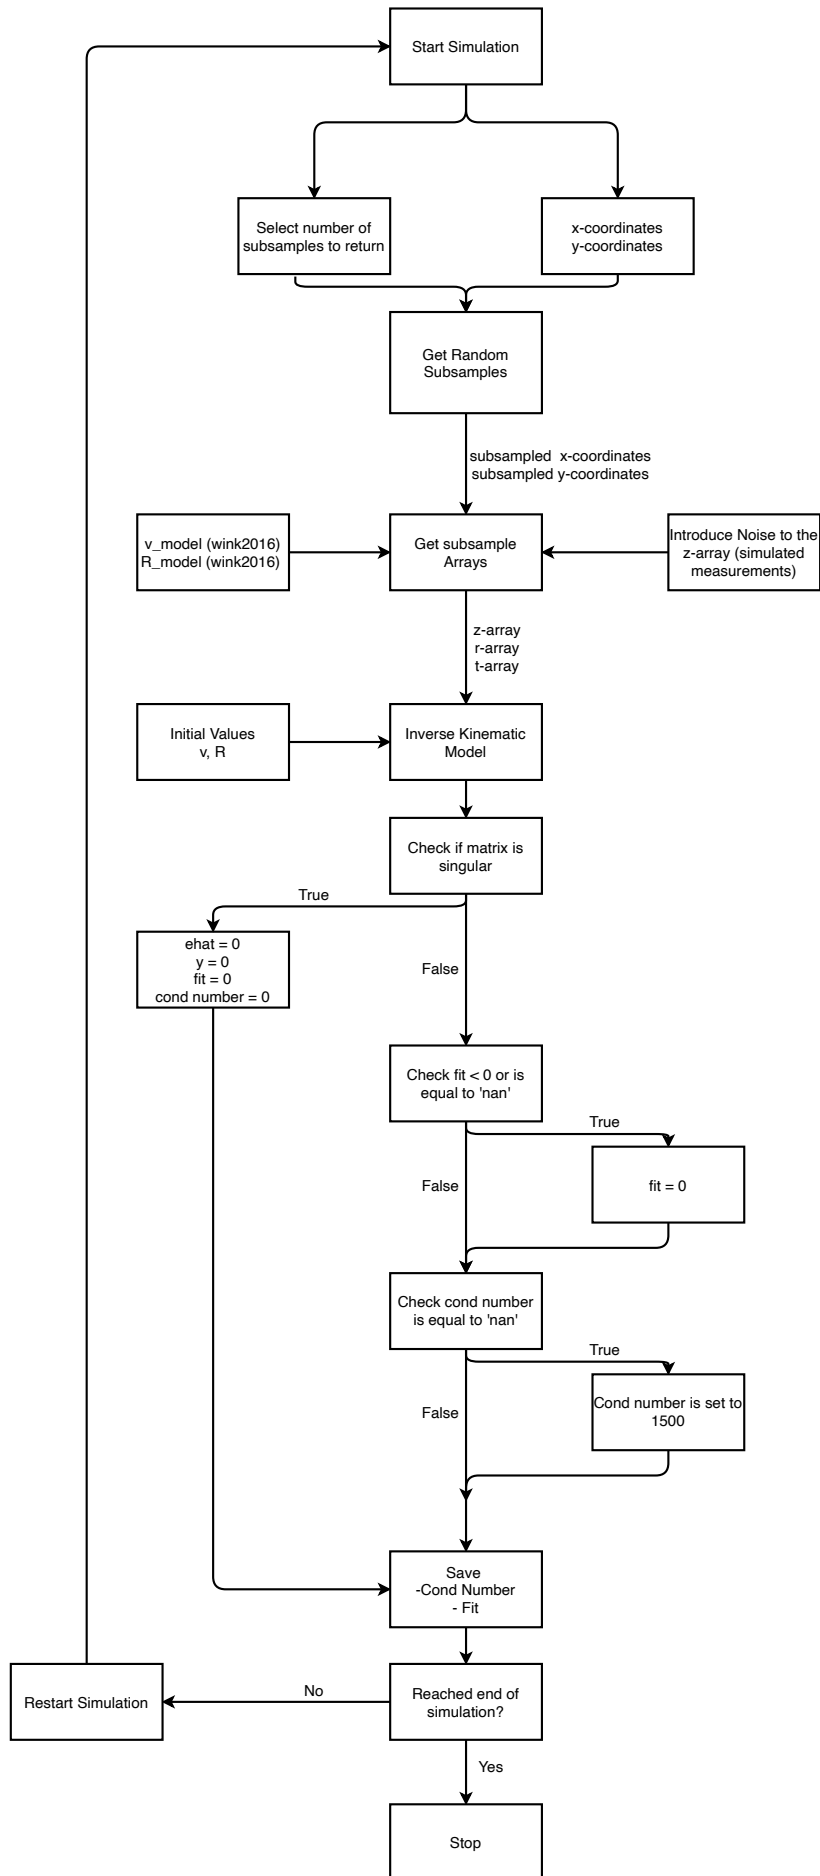 Start Simulation
Select number of
subsamples to return
x-coordinates
y-coordinates
Get Random
Subsamples
subsampled  x-coordinates
subsampled y-coordinates
v_model (wink2016)
R_model (wink2016)
Get subsample
Arrays
Introduce Noise to the
z-array (simulated
measurements)
z-array
r-array
t-array
Initial Values
v, R
Inverse Kinematic
Model
Check if matrix is
singular
True
ehat = 0
y = 0
fit = 0
cond number = 0
False
Check fit < 0 or is
equal to 'nan'
True
False
fit = 0
Check cond number
is equal to 'nan'
True
False
Cond number is set to
1500
Save
-Cond Number
- Fit
Restart Simulation
No
Reached end of
simulation?
Yes
Stop